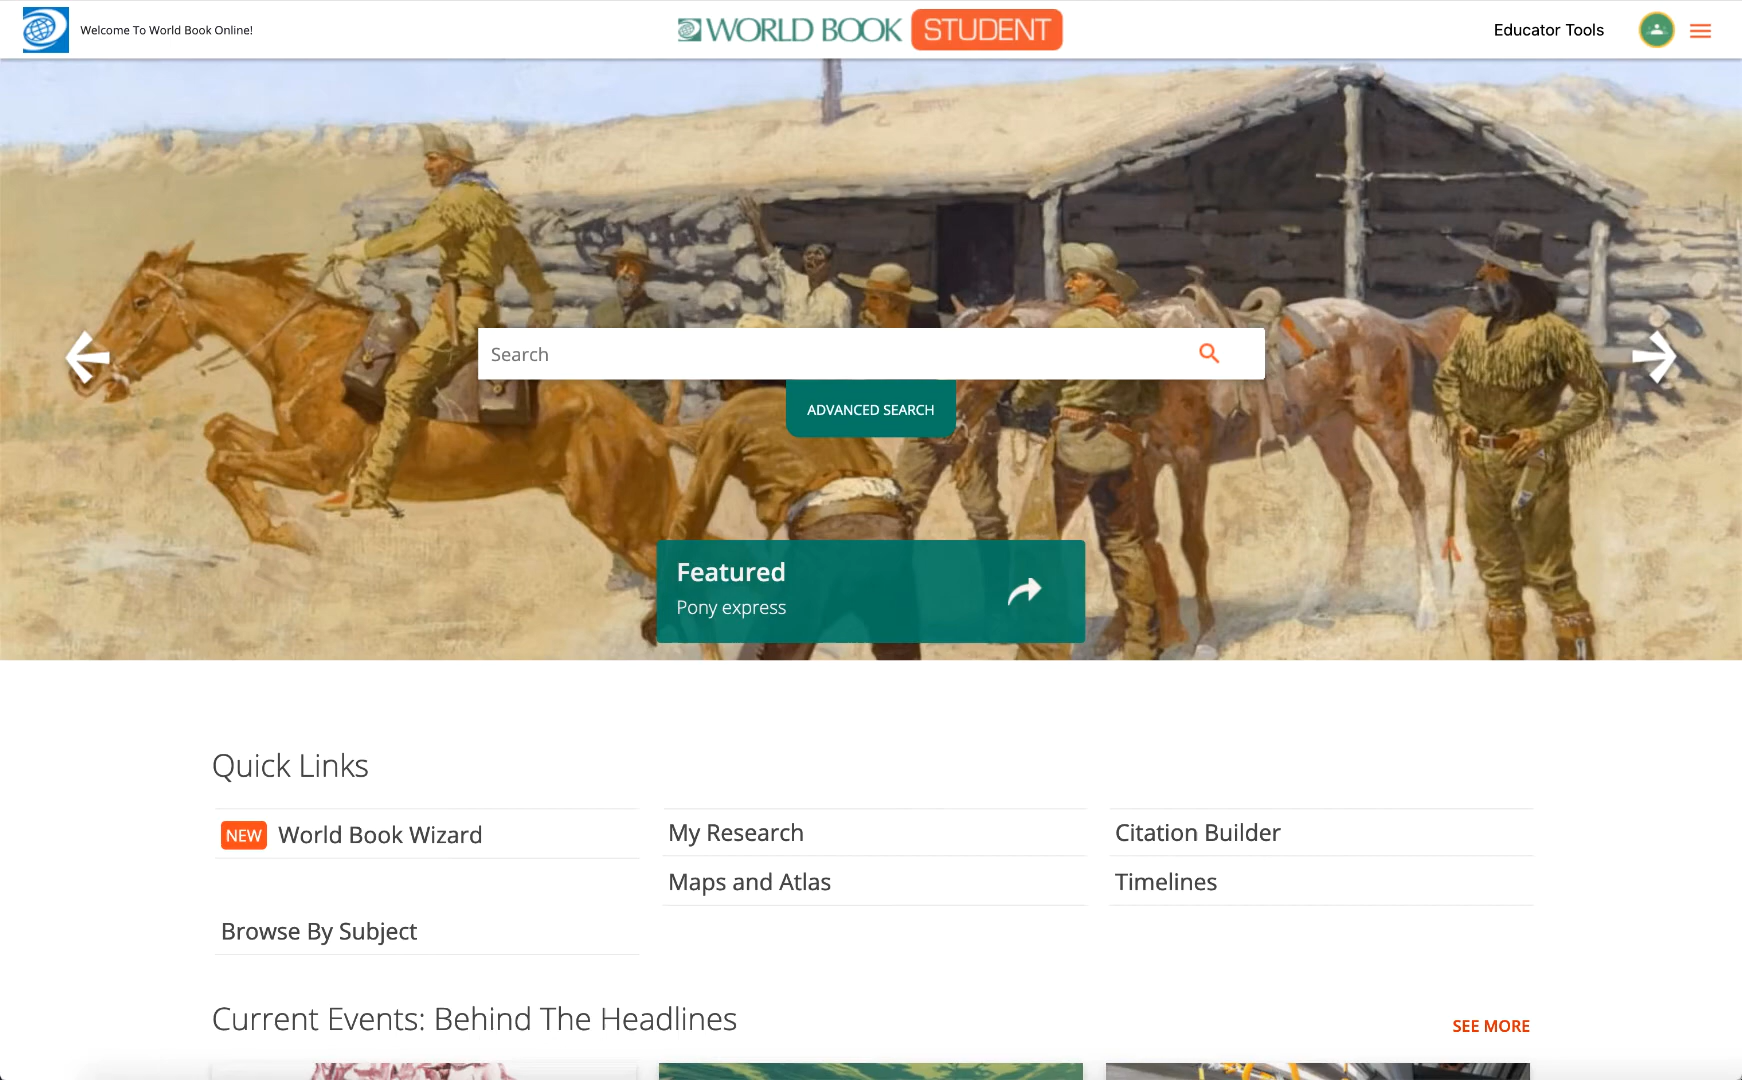 Welcome To World Book Online!
WORLD BOOK STUDENT
Educator Tools
Search
ADVANCED SEARCH
Featured
Pony express
Quick Links
NEW World Book Wizard
My Research
Citation Builder
Maps and Atlas
Timelines
Browse By Subject
Current Events: Behind The Headlines
SEE MORE